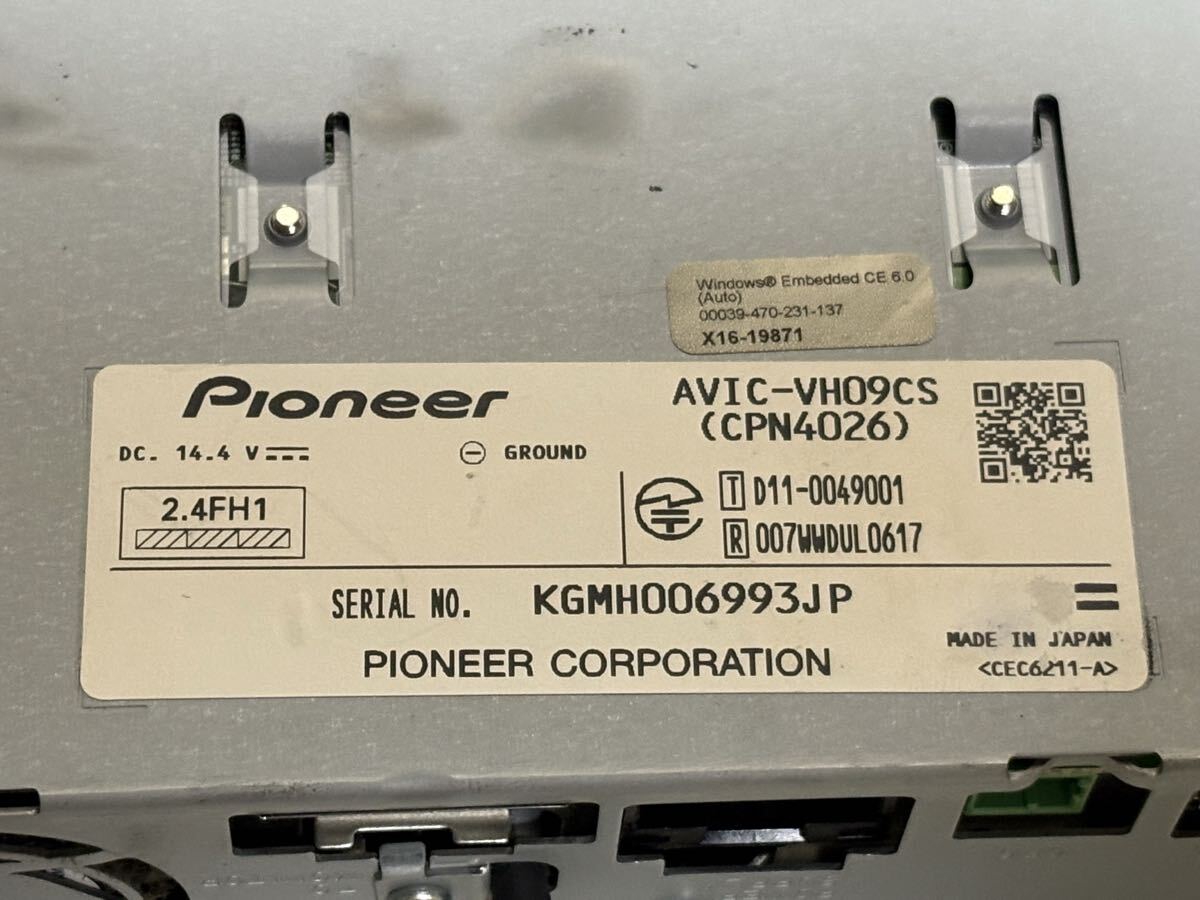 Windows® Embedded CE 6.0
(Auto)
00039-470-231-137
X16-19871
Pioneer
AVIC-VH09CS
(CPN4026)
DC. 14.4 V
GROUND
2.4FH1
T D11-0049001
R 007WWDUL0617
SERIAL NO. KGMH006993JP
PIONEER CORPORATION
MADE IN JAPAN
<CEC6211-A>